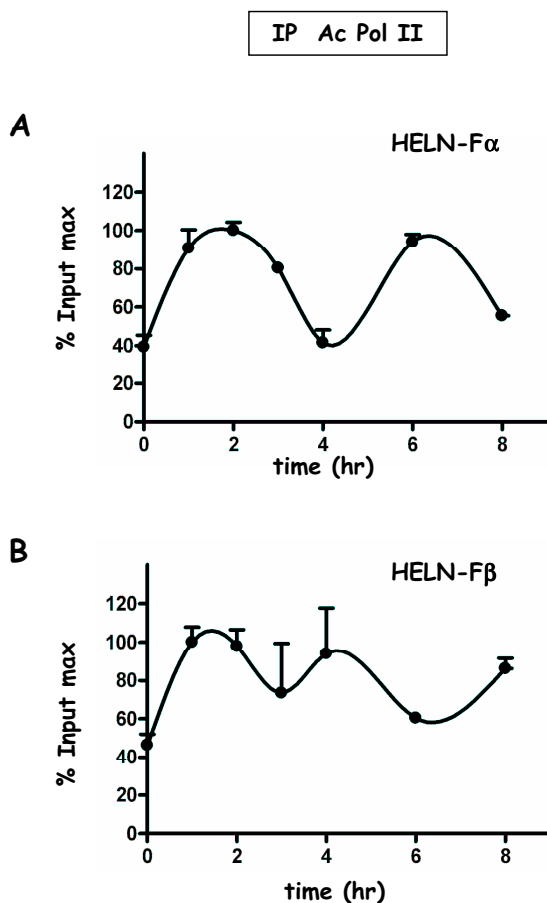 IP Ac Pol II
A
HELN-Fα
% Input max
120
100
80
60
40
20
0
0 2 4 6 8
time (hr)
B
HELN-Fβ
% Input max
120
100
80
60
40
20
0
0 2 4 6 8
time (hr)